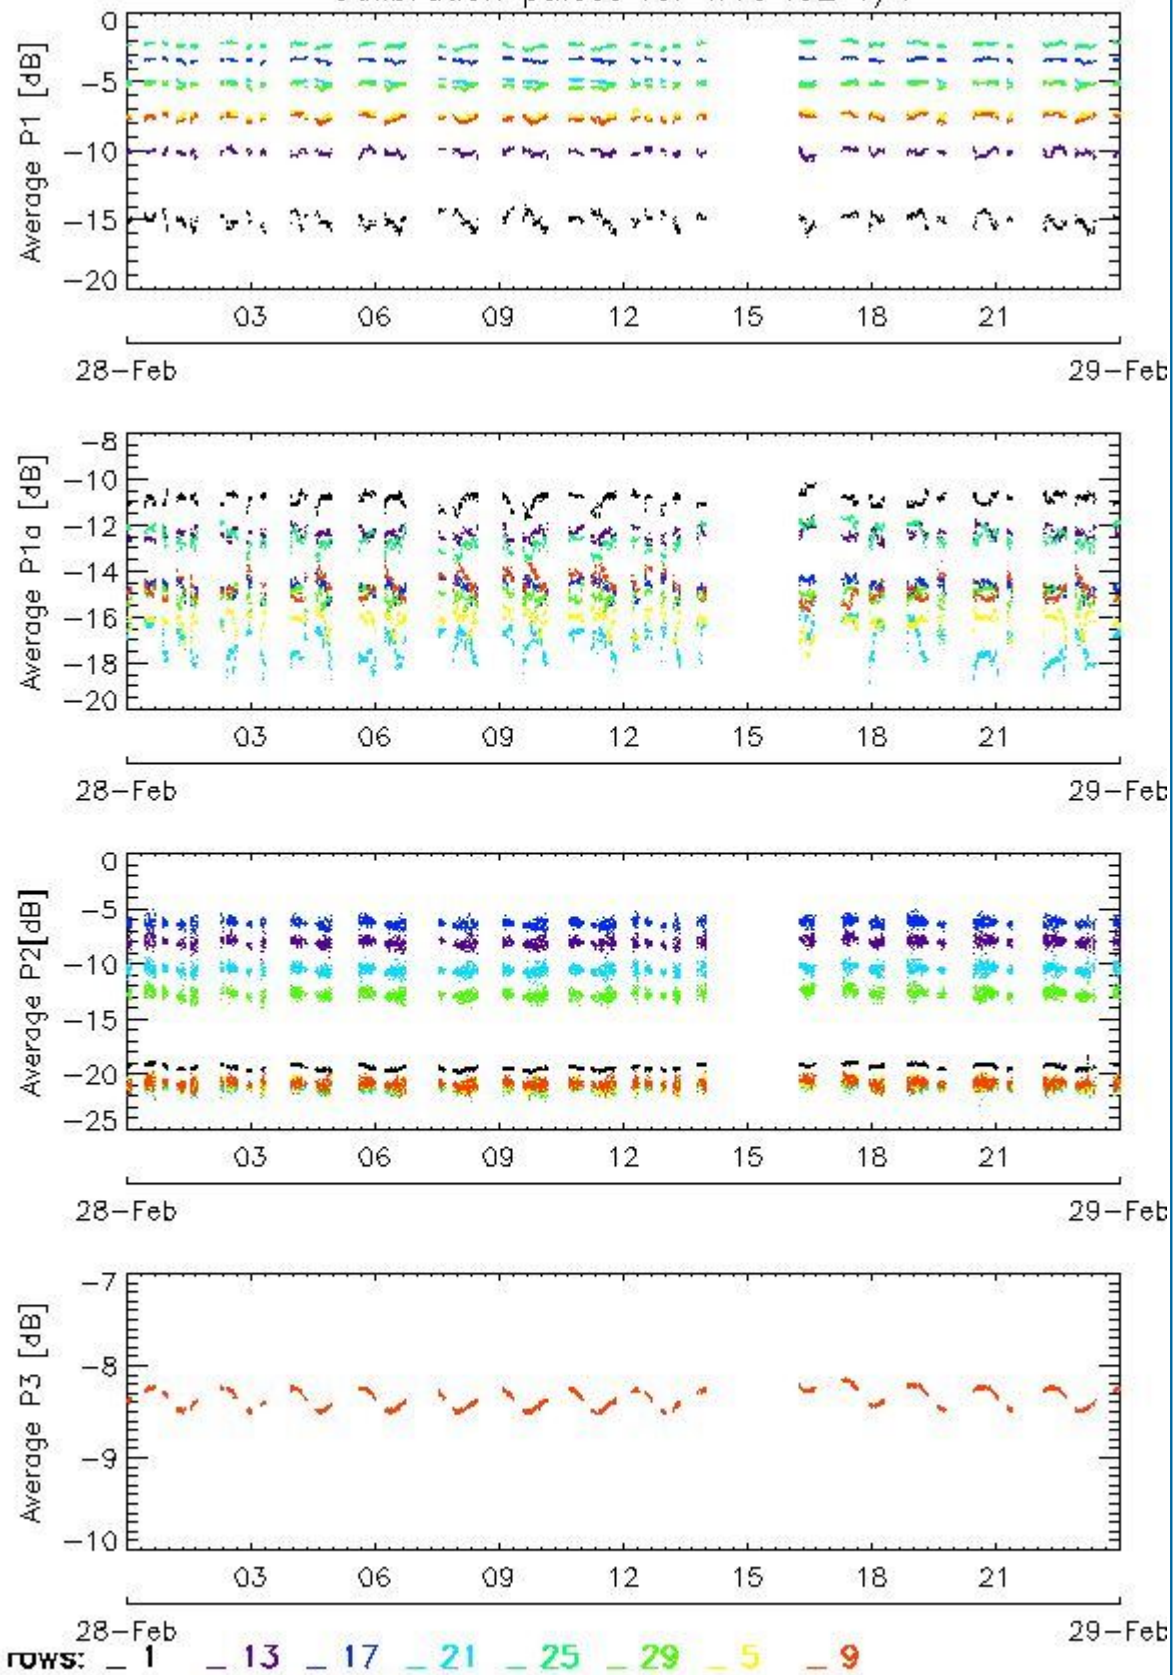 Average P1 [dB]
0
−5
−10
−15
−20
03 06 09 12 15 18 21
28−Feb 29−Feb
Average P1a [dB]
−8
−10
−12
−14
−16
−18
−20
03 06 09 12 15 18 21
28−Feb 29−Feb
Average P2[dB]
0
−5
−10
−15
−20
−25
03 06 09 12 15 18 21
28−Feb 29−Feb
Average P3 [dB]
−7
−8
−9
−10
03 06 09 12 15 18 21
28−Feb 29−Feb
rows: _ 1 _ 13 _ 17 _ 21 _ 25 _ 29 _ 5 _ 9